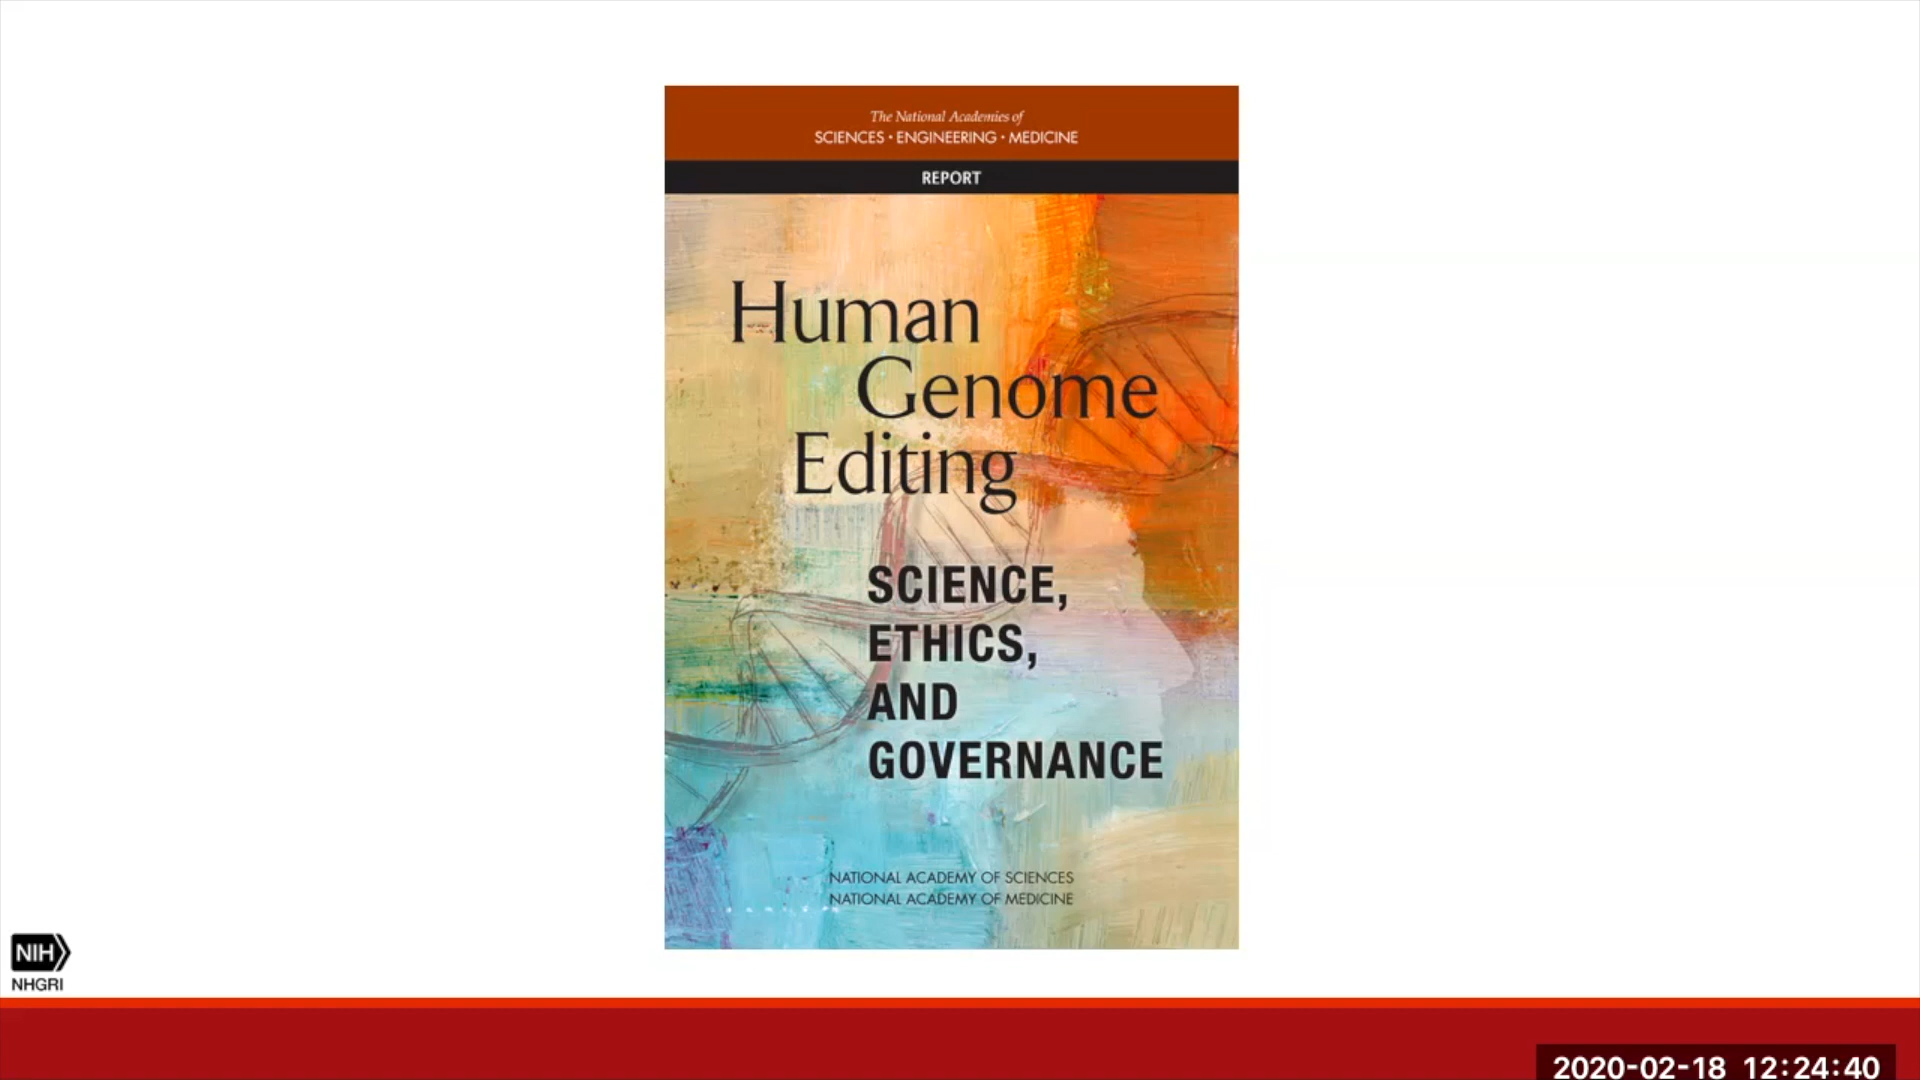 The National Academies of
SCIENCES • ENGINEERING • MEDICINE
REPORT
Human
Genome
Editing
SCIENCE,
ETHICS,
AND
GOVERNANCE
NATIONAL ACADEMY OF SCIENCES
NATIONAL ACADEMY OF MEDICINE
NIH
NHGRI
2020-02-18 12:24:40